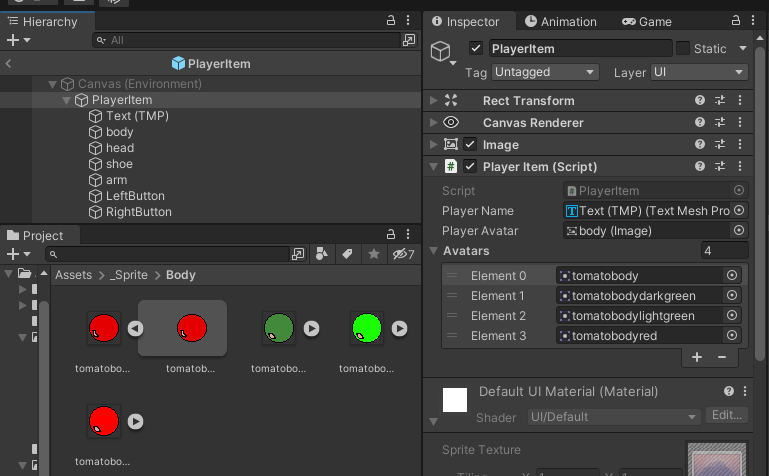 Hierarchy
All
PlayerItem
Canvas (Environment)
PlayerItem
Text (TMP)
body
head
shoe
arm
LeftButton
RightButton
Project
7
Assets > _Sprite > Body
tomatobo...
tomatobo...
tomatobo...
tomatobo...
tomatobo...
Inspector
Animation
Game
PlayerItem
Static
Tag Untagged
Layer UI
Rect Transform
Canvas Renderer
Image
Player Item (Script)
Script PlayerItem
Player Name Text (TMP) (Text Mesh Pro
Player Avatar body (Image)
Avatars 4
Element 0 tomatobody
Element 1 tomatobodydarkgreen
Element 2 tomatobodylightgreen
Element 3 tomatobodyred
+ −
Default UI Material (Material)
Shader UI/Default Edit...
Sprite Texture